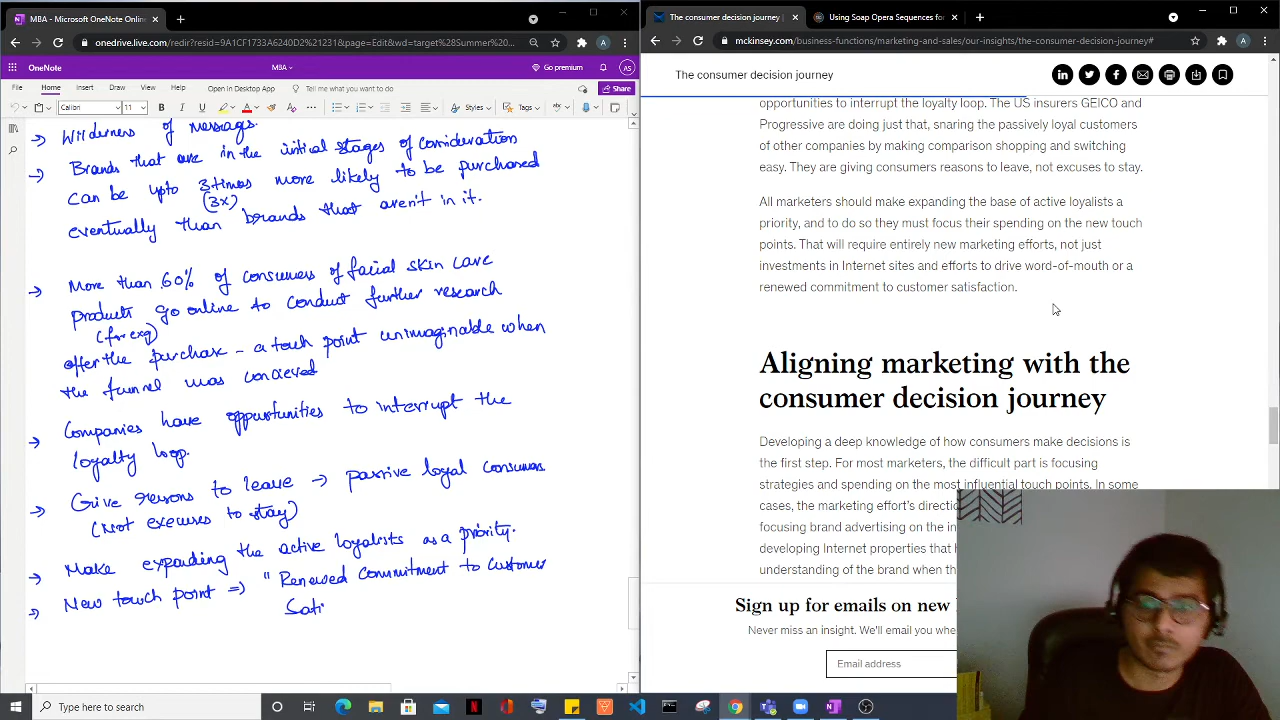 MBA - Microsoft OneNote Online
onedrive.live.com/redir?resid=9A1CF1733A6240D2%21231&page=Edit&wd=target%28Summer%20...
A
OneNote
MBA
Go premium
AS
File Home Insert Draw View Help Open In Desktop App Tell me what you want to do
Share
Calibri 11 B I U A A Styles Tags abc
Wilderness of messages.
Brands that are in the initial stages of consideration
can be upto 3 times more likely to be purchased
(3x)
eventually than brands that aren't in it.
More than 60% of consumers of facial skin care
products go online to conduct further research
(for exg)
after the purchase - a touch point unimaginable when
the funnel was conceived
Companies have oppurtunities to interrupt the
loyalty loop.
Give reasons to leave → passive loyal consumers
(Not execuses to stay)
Make expanding the active loyalists as a priority.
New touch point => " Renewed Commitment to customer
Sati
The consumer decision journey
Using Soap Opera Sequences for
mckinsey.com/business-functions/marketing-and-sales/our-insights/the-consumer-decision-journey#
A
The consumer decision journey
opportunities to interrupt the loyalty loop. The US insurers GEICO and
Progressive are doing just that, sharing the passively loyal customers
of other companies by making comparison shopping and switching
easy. They are giving consumers reasons to leave, not excuses to stay.
All marketers should make expanding the base of active loyalists a
priority, and to do so they must focus their spending on the new touch
points. That will require entirely new marketing efforts, not just
investments in Internet sites and efforts to drive word-of-mouth or a
renewed commitment to customer satisfaction.
Aligning marketing with the
consumer decision journey
Developing a deep knowledge of how consumers make decisions is
the first step. For most marketers, the difficult part is focusing
strategies and spending on the most influential touch points. In some
cases, the marketing effort's direc
focusing brand advertising on the in
developing Internet properties that h
understanding of the brand when th
Sign up for emails on new
Never miss an insight. We'll email you whe
Email address
Type here to search